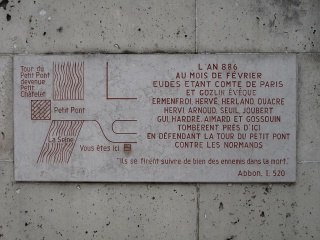 Tour du
Petit Pont
devenue
Petit
Châtelet
Petit Pont
La Seine
Vous êtes ici
L'AN 886
AU MOIS DE FÉVRIER
EUDES ETANT COMTE DE PARIS
ET GOZLIN EVÊQUE
ERMENFROI, HERVÉ, HERLAND, OUACRE
HERVI, ARNOUD, SEUIL, JOUBERT
GUI, HARDRE, AIMARD ET GOSSOUIN
TOMBÈRENT PRÈS D'ICI
EN DÉFENDANT LA TOUR DU PETIT PONT
CONTRE LES NORMANDS
"Ils se firent suivre de bien des ennemis dans la mort."
Abbon, I. 520